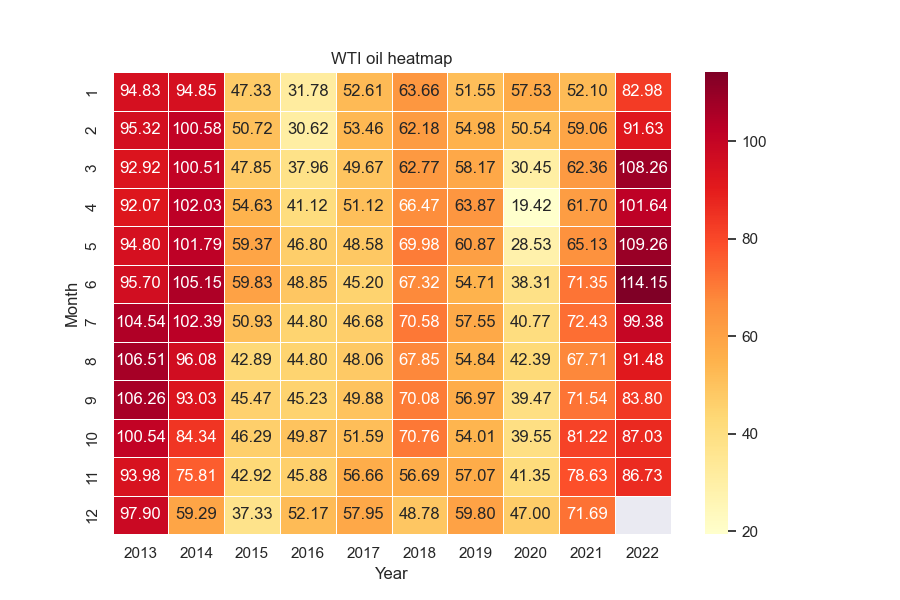 WTI oil heatmap
1 94.83 94.85 47.33 31.78 52.61 63.66 51.55 57.53 52.10 82.98
2 95.32 100.58 50.72 30.62 53.46 62.18 54.98 50.54 59.06 91.63
3 92.92 100.51 47.85 37.96 49.67 62.77 58.17 30.45 62.36 108.26
4 92.07 102.03 54.63 41.12 51.12 66.47 63.87 19.42 61.70 101.64
5 94.80 101.79 59.37 46.80 48.58 69.98 60.87 28.53 65.13 109.26
6 95.70 105.15 59.83 48.85 45.20 67.32 54.71 38.31 71.35 114.15
7 104.54 102.39 50.93 44.80 46.68 70.58 57.55 40.77 72.43 99.38
8 106.51 96.08 42.89 44.80 48.06 67.85 54.84 42.39 67.71 91.48
9 106.26 93.03 45.47 45.23 49.88 70.08 56.97 39.47 71.54 83.80
10 100.54 84.34 46.29 49.87 51.59 70.76 54.01 39.55 81.22 87.03
11 93.98 75.81 42.92 45.88 56.66 56.69 57.07 41.35 78.63 86.73
12 97.90 59.29 37.33 52.17 57.95 48.78 59.80 47.00 71.69
2013 2014 2015 2016 2017 2018 2019 2020 2021 2022
Year
Month
100
80
60
40
20